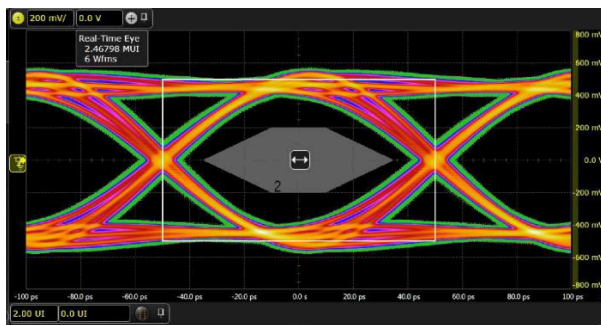 200 mV/ 0.0 V
Real-Time Eye
2.46798 MUI
6 Wfms
800 mV
600 mV
400 mV
200 mV
0.0 V
-200 mV
-400 mV
-600 mV
-800 mV
2
-100 ps -80.0 ps -60.0 ps -40.0 ps -20.0 ps 0.0 s 20.0 ps 40.0 ps 60.0 ps 80.0 ps 100 ps
2.00 UI 0.0 UI